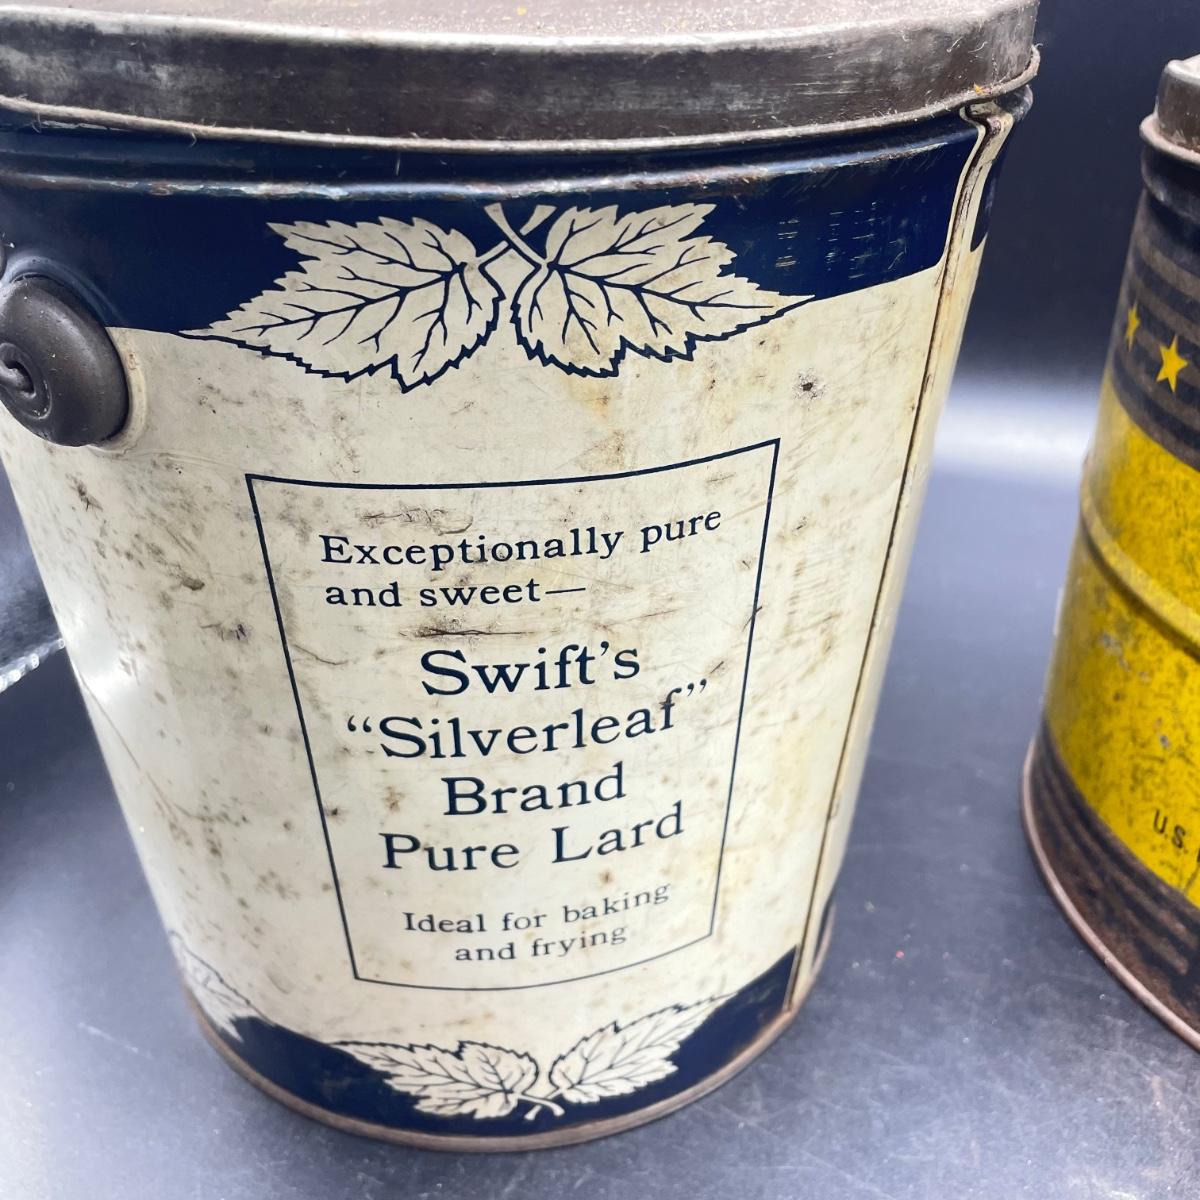 Exceptionally pure
and sweet—
Swift's
"Silverleaf"
Brand
Pure Lard
Ideal for baking
and frying
U.S.